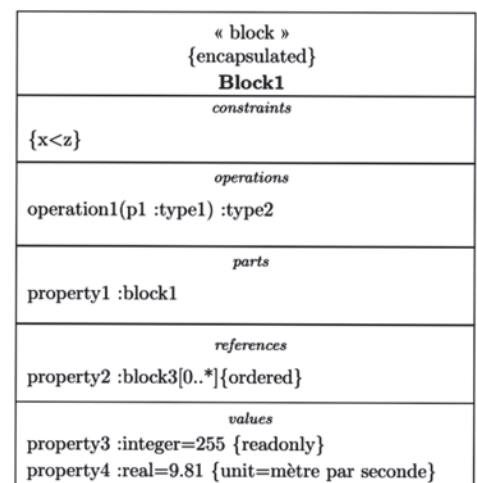 « block »
{encapsulated}
Block1
constraints
{x<z}
operations
operation1(p1 :type1) :type2
parts
property1 :block1
references
property2 :block3[0..*]{ordered}
values
property3 :integer=255 {readonly}
property4 :real=9.81 {unit=mètre par seconde}